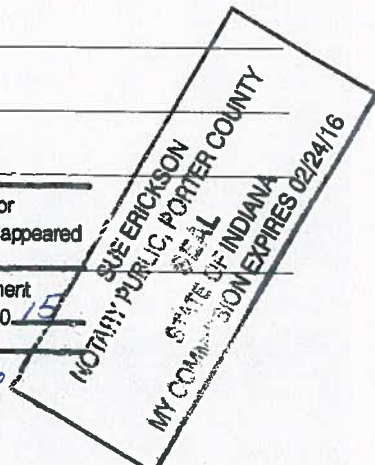 or
appeared
ment
0 15
SUE ERICKSON
NOTARY PUBLIC, PORTER COUNTY
SEAL
STATE OF INDIANA
MY COMMISSION EXPIRES 02/24/16